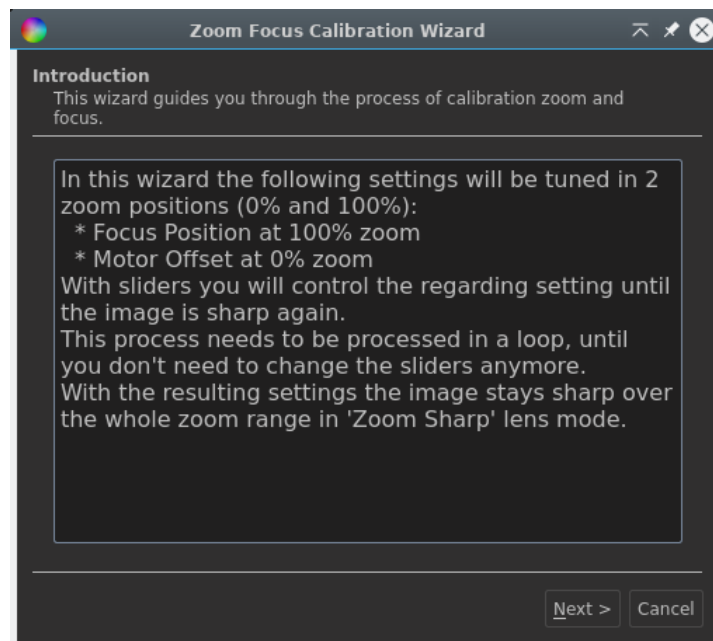 Zoom Focus Calibration Wizard
Introduction
This wizard guides you through the process of calibration zoom and
focus.
In this wizard the following settings will be tuned in 2
zoom positions (0% and 100%):
* Focus Position at 100% zoom
* Motor Offset at 0% zoom
With sliders you will control the regarding setting until
the image is sharp again.
This process needs to be processed in a loop, until
you don't need to change the sliders anymore.
With the resulting settings the image stays sharp over
the whole zoom range in 'Zoom Sharp' lens mode.
Next > Cancel